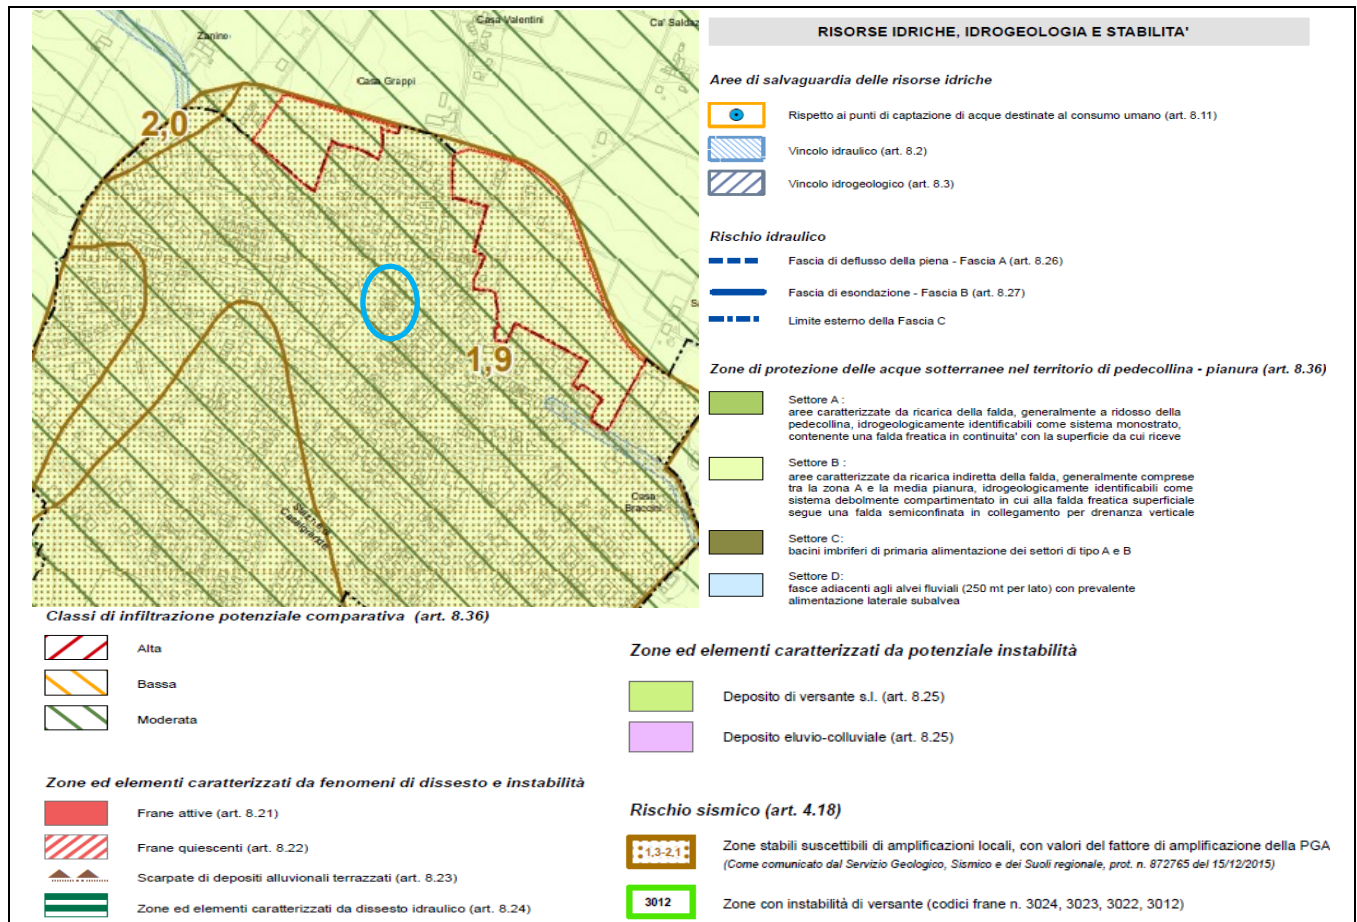 Casa Valentini
Ca' Saldaz
Zanino
Casa Grappi
2,0
1,9
S
Casa
Braccini
Casalgrande
RISORSE IDRICHE, IDROGEOLOGIA E STABILITA'
Aree di salvaguardia delle risorse idriche
Rispetto ai punti di captazione di acque destinate al consumo umano (art. 8.11)
Vincolo idraulico (art. 8.2)
Vincolo idrogeologico (art. 8.3)
Rischio idraulico
Fascia di deflusso della piena - Fascia A (art. 8.26)
Fascia di esondazione - Fascia B (art. 8.27)
Limite esterno della Fascia C
Zone di protezione delle acque sotterranee nel territorio di pedecollina - pianura (art. 8.36)
Settore A :
aree caratterizzate da ricarica della falda, generalmente a ridosso della
pedecollina, idrogeologicamente identificabili come sistema monostrato,
contenente una falda freatica in continuita' con la superficie da cui riceve
Settore B :
aree caratterizzate da ricarica indiretta della falda, generalmente comprese
tra la zona A e la media pianura, idrogeologicamente identificabili come
sistema debolmente compartimentato in cui alla falda freatica superficiale
segue una falda semiconfinata in collegamento per drenanza verticale
Settore C:
bacini imbriferi di primaria alimentazione dei settori di tipo A e B
Settore D:
fasce adiacenti agli alvei fluviali (250 mt per lato) con prevalente
alimentazione laterale subalvea
Classi di infiltrazione potenziale comparativa (art. 8.36)
Alta
Bassa
Moderata
Zone ed elementi caratterizzati da fenomeni di dissesto e instabilità
Frane attive (art. 8.21)
Frane quiescenti (art. 8.22)
Scarpate di depositi alluvionali terrazzati (art. 8.23)
Zone ed elementi caratterizzati da dissesto idraulico (art. 8.24)
Zone ed elementi caratterizzati da potenziale instabilità
Deposito di versante s.l. (art. 8.25)
Deposito eluvio-colluviale (art. 8.25)
Rischio sismico (art. 4.18)
1,3-2,1
Zone stabili suscettibili di amplificazioni locali, con valori del fattore di amplificazione della PGA
(Come comunicato dal Servizio Geologico, Sismico e dei Suoli regionale, prot. n. 872765 del 15/12/2015)
3012
Zone con instabilità di versante (codici frane n. 3024, 3023, 3022, 3012)